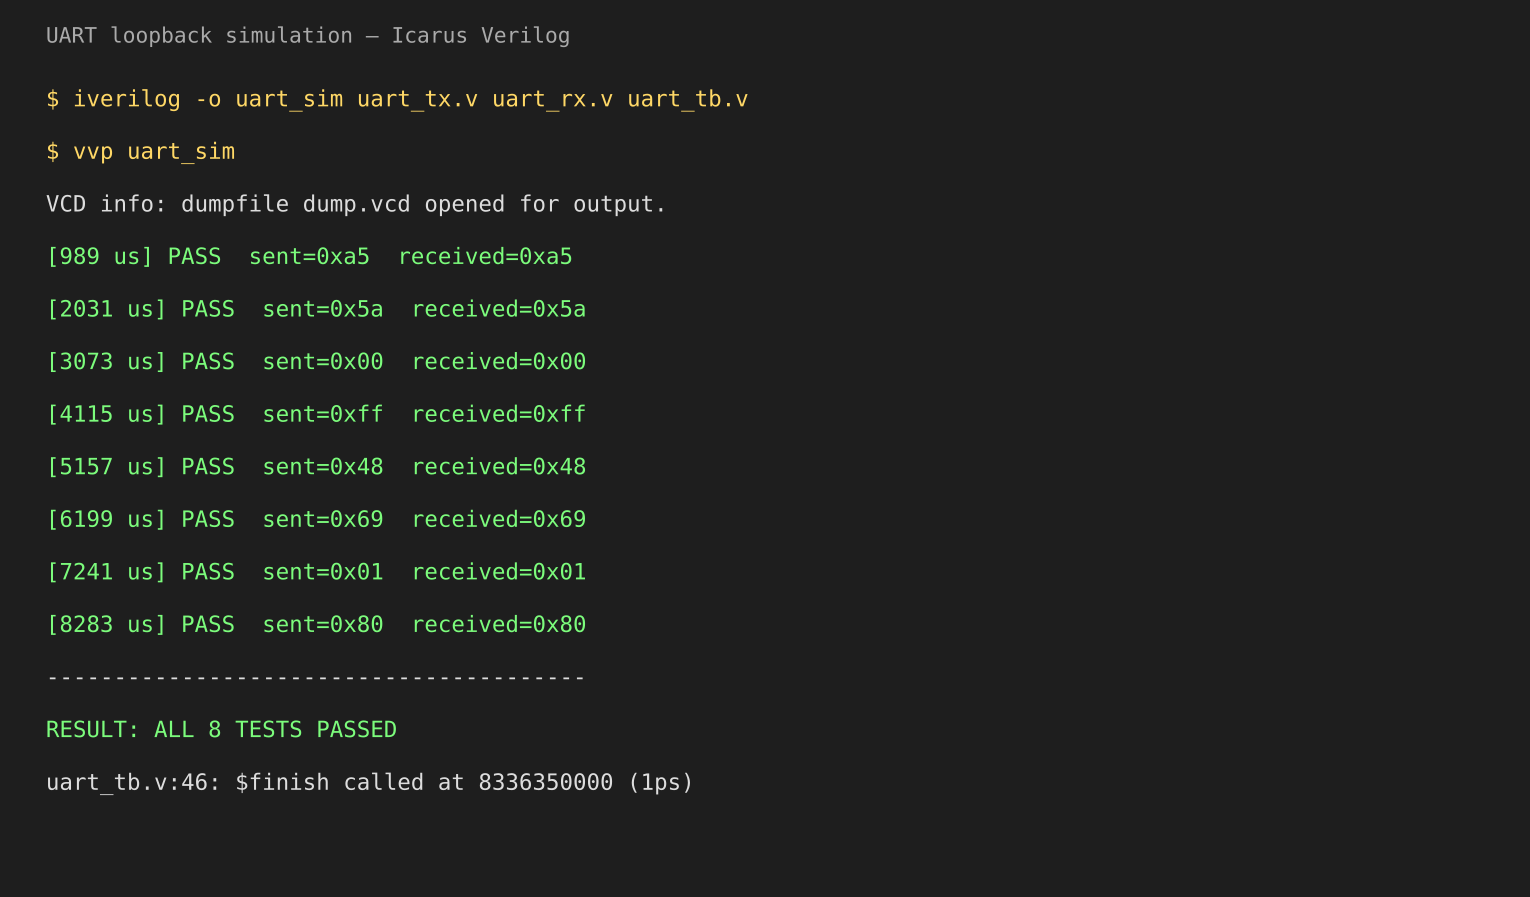 UART loopback simulation — Icarus Verilog
$ iverilog -o uart_sim uart_tx.v uart_rx.v uart_tb.v
$ vvp uart_sim
VCD info: dumpfile dump.vcd opened for output.
[989 us] PASS  sent=0xa5  received=0xa5
[2031 us] PASS  sent=0x5a  received=0x5a
[3073 us] PASS  sent=0x00  received=0x00
[4115 us] PASS  sent=0xff  received=0xff
[5157 us] PASS  sent=0x48  received=0x48
[6199 us] PASS  sent=0x69  received=0x69
[7241 us] PASS  sent=0x01  received=0x01
[8283 us] PASS  sent=0x80  received=0x80
----------------------------------------
RESULT: ALL 8 TESTS PASSED
uart_tb.v:46: $finish called at 8336350000 (1ps)